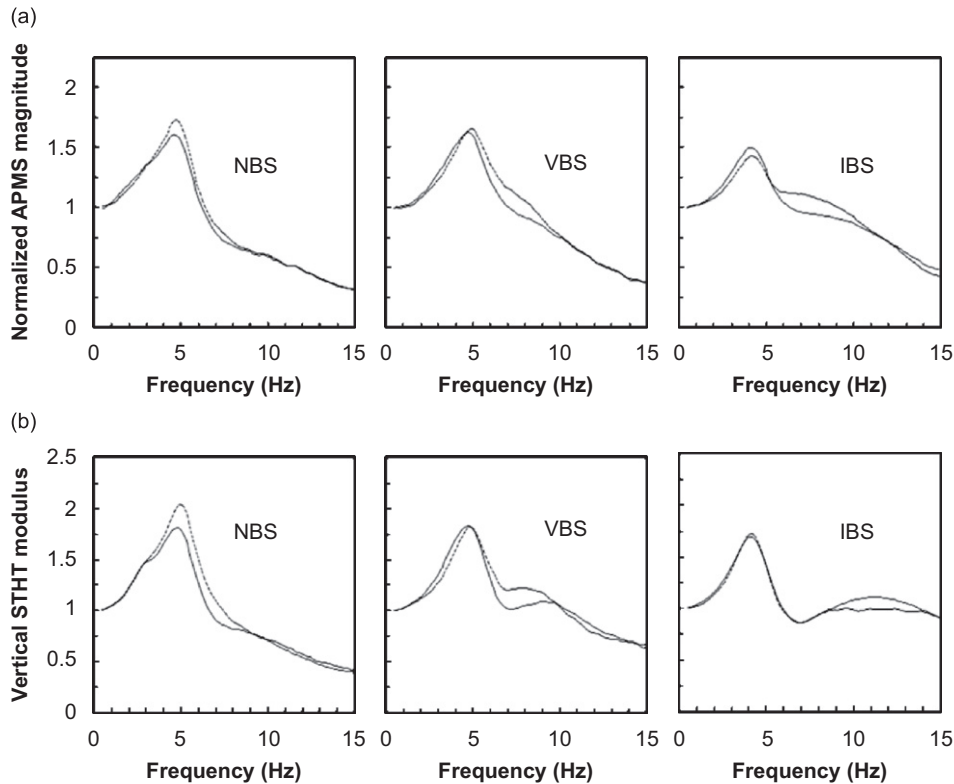 (a)
Normalized APMS magnitude
2
1.5
1
0.5
0
NBS
VBS
IBS
0 5 10 15
0 5 10 15
0 5 10 15
Frequency (Hz)
Frequency (Hz)
Frequency (Hz)
(b)
Vertical STHT modulus
2.5
2
1.5
1
0.5
0
NBS
VBS
IBS
0 5 10 15
0 5 10 15
0 5 10 15
Frequency (Hz)
Frequency (Hz)
Frequency (Hz)